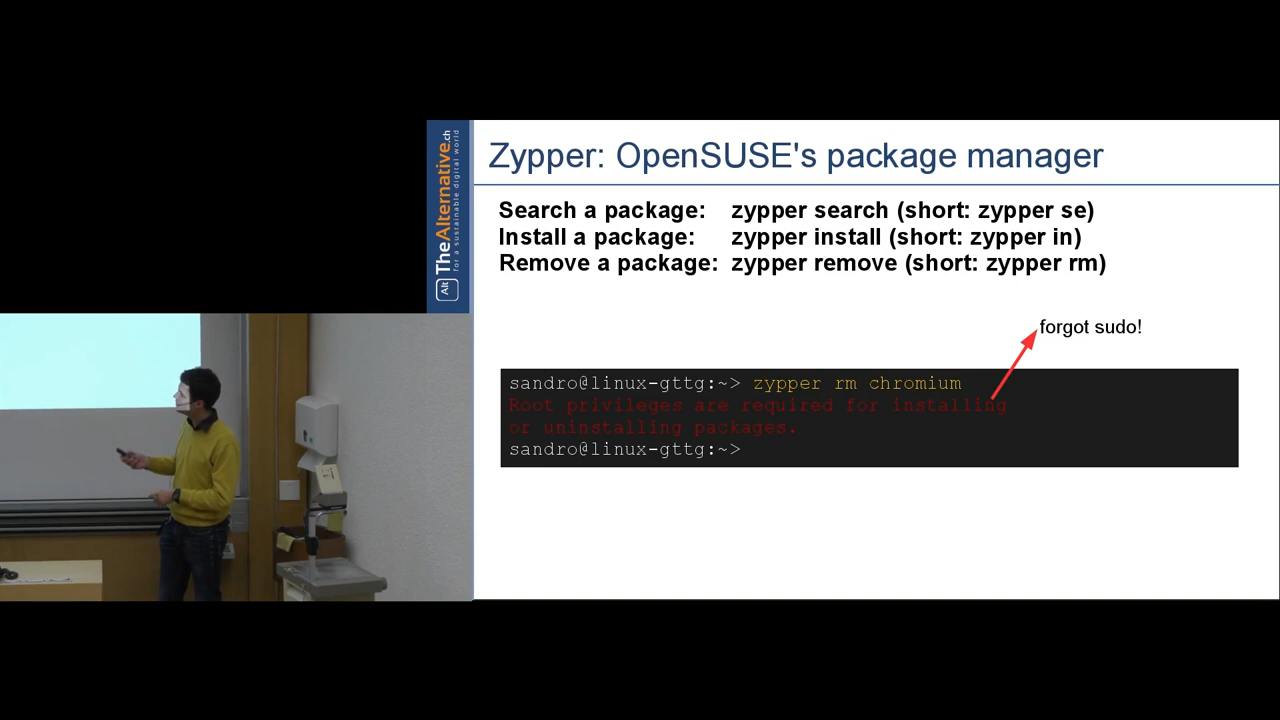 Alt TheAlternative.ch
for a sustainable digital world
Zypper: OpenSUSE's package manager
Search a package: zypper search (short: zypper se)
Install a package: zypper install (short: zypper in)
Remove a package: zypper remove (short: zypper rm)
forgot sudo!
sandro@linux-gttg:~> zypper rm chromium
Root privileges are required for installing
or uninstalling packages.
sandro@linux-gttg:~>